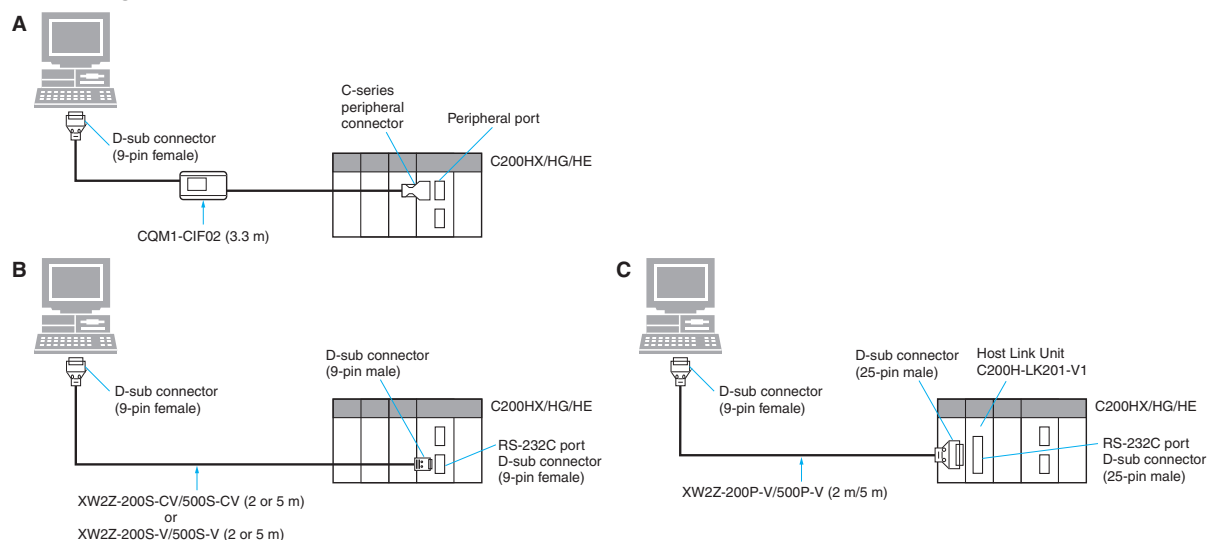 A
D-sub connector
(9-pin female)
CQM1-CIF02 (3.3 m)
C-series
peripheral
connector
Peripheral port
C200HX/HG/HE
B
D-sub connector
(9-pin female)
XW2Z-200S-CV/500S-CV (2 or 5 m)
or
XW2Z-200S-V/500S-V (2 or 5 m)
D-sub connector
(9-pin male)
C200HX/HG/HE
RS-232C port
D-sub connector
(9-pin female)
C
D-sub connector
(9-pin female)
XW2Z-200P-V/500P-V (2 m/5 m)
D-sub connector
(25-pin male)
Host Link Unit
C200H-LK201-V1
C200HX/HG/HE
RS-232C port
D-sub connector
(25-pin male)